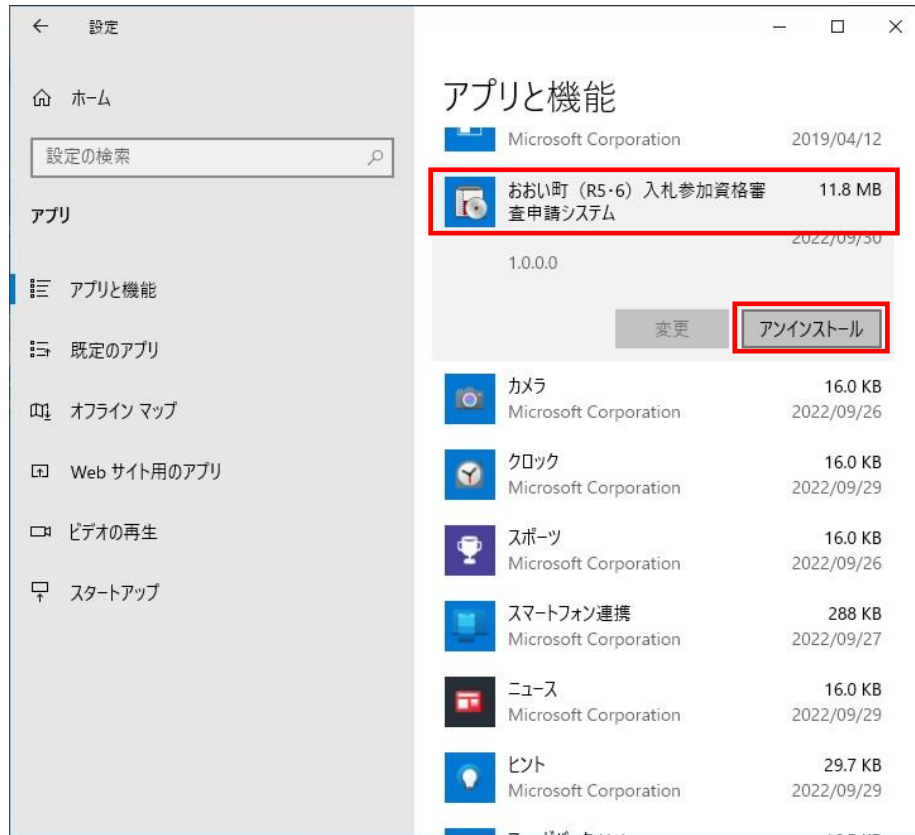 設定
ホーム
設定の検索
アプリ
アプリと機能
既定のアプリ
オフライン マップ
Web サイト用のアプリ
ビデオの再生
スタートアップ
アプリと機能
Microsoft Corporation 2019/04/12
おおい町（R5・6）入札参加資格審 11.8 MB
査申請システム
2022/09/30
1.0.0.0
変更 アンインストール
カメラ 16.0 KB
Microsoft Corporation 2022/09/26
クロック 16.0 KB
Microsoft Corporation 2022/09/29
スポーツ 16.0 KB
Microsoft Corporation 2022/09/26
スマートフォン連携 288 KB
Microsoft Corporation 2022/09/27
ニュース 16.0 KB
Microsoft Corporation 2022/09/29
ヒント 29.7 KB
Microsoft Corporation 2022/09/29